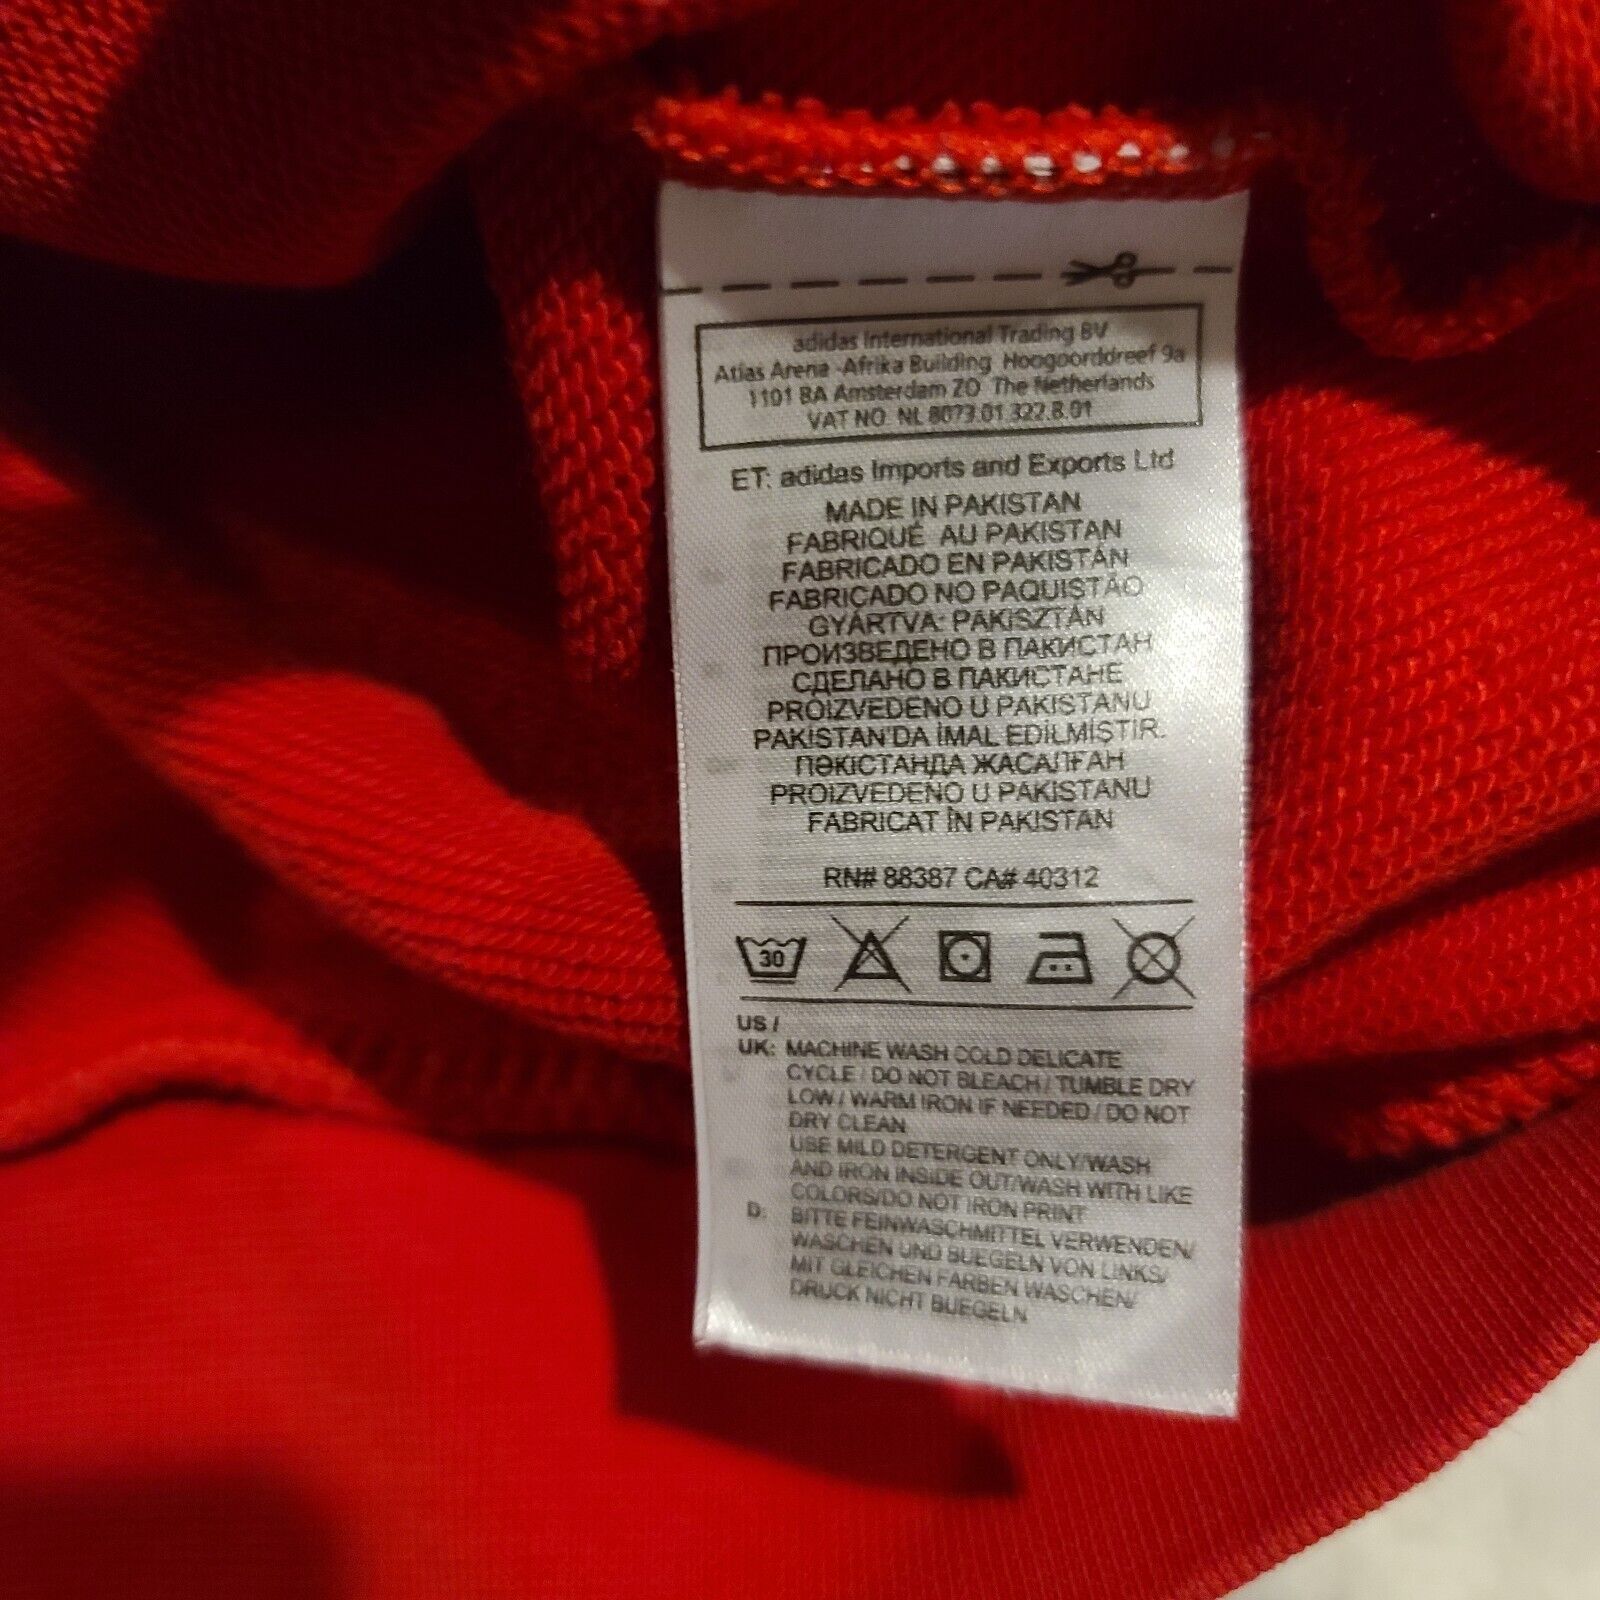 adidas International Trading BV
Atlas Arena -Afrika Building Hoogoorddreef 9a
1101 BA Amsterdam ZO The Netherlands
VAT NO. NL 8073.01.322.B.01
ET: adidas Imports and Exports Ltd
MADE IN PAKISTAN
FABRIQUÉ AU PAKISTAN
FABRICADO EN PAKISTÁN
FABRICADO NO PAQUISTÃO
GYÁRTVA: PAKISZTÁN
ПРОИЗВЕДЕНО В ПАКИСТАН
СДЕЛАНО В ПАКИСТАНЕ
PROIZVEDENO U PAKISTANU
PAKİSTAN'DA İMAL EDİLMİŞTİR.
ПӘКІСТАНДА ЖАСАЛҒАН
PROIZVEDENO U PAKISTANU
FABRICAT ÎN PAKISTAN
RN# 88387 CA# 40312
30
US /
UK: MACHINE WASH COLD DELICATE
CYCLE / DO NOT BLEACH / TUMBLE DRY
LOW / WARM IRON IF NEEDED / DO NOT
DRY CLEAN
USE MILD DETERGENT ONLY/WASH
AND IRON INSIDE OUT/WASH WITH LIKE
COLORS/DO NOT IRON PRINT
D: BITTE FEINWASCHMITTEL VERWENDEN/
WASCHEN UND BUEGELN VON LINKS/
MIT GLEICHEN FARBEN WASCHEN/
DRUCK NICHT BUEGELN